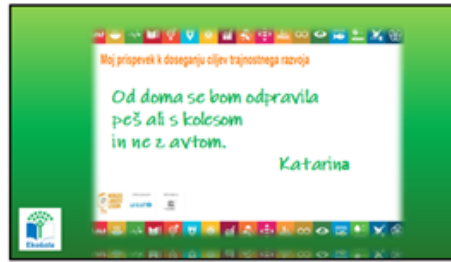 Moj prispevek k doseganju ciljev trajnostnega razvoja
Od doma se bom odpravila
peš ali s kolesom
in ne z avtom.
Katarina
unicef
Ekošola